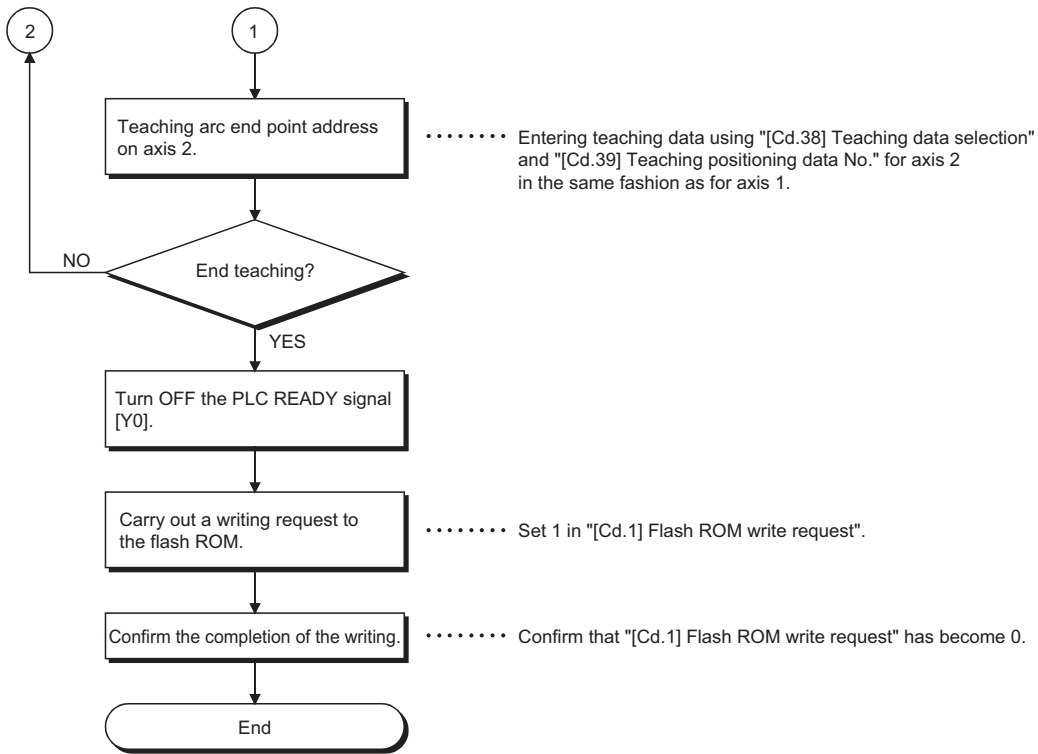 2
1
Teaching arc end point address
on axis 2.
Entering teaching data using "[Cd.38] Teaching data selection"
and "[Cd.39] Teaching positioning data No." for axis 2
in the same fashion as for axis 1.
NO
End teaching?
YES
Turn OFF the PLC READY signal
[Y0].
Carry out a writing request to
the flash ROM.
Set 1 in "[Cd.1] Flash ROM write request".
Confirm the completion of the writing.
Confirm that "[Cd.1] Flash ROM write request" has become 0.
End